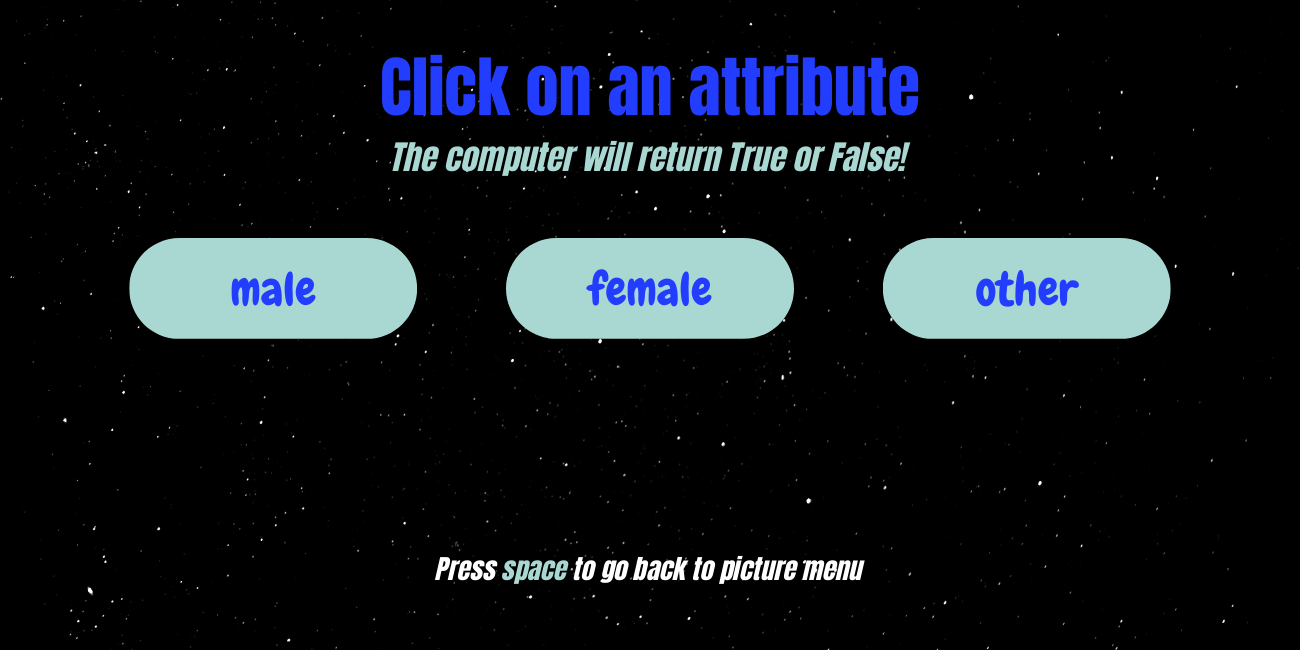 Click on an attribute
The computer will return True or False!
male
female
other
Press space to go back to picture menu